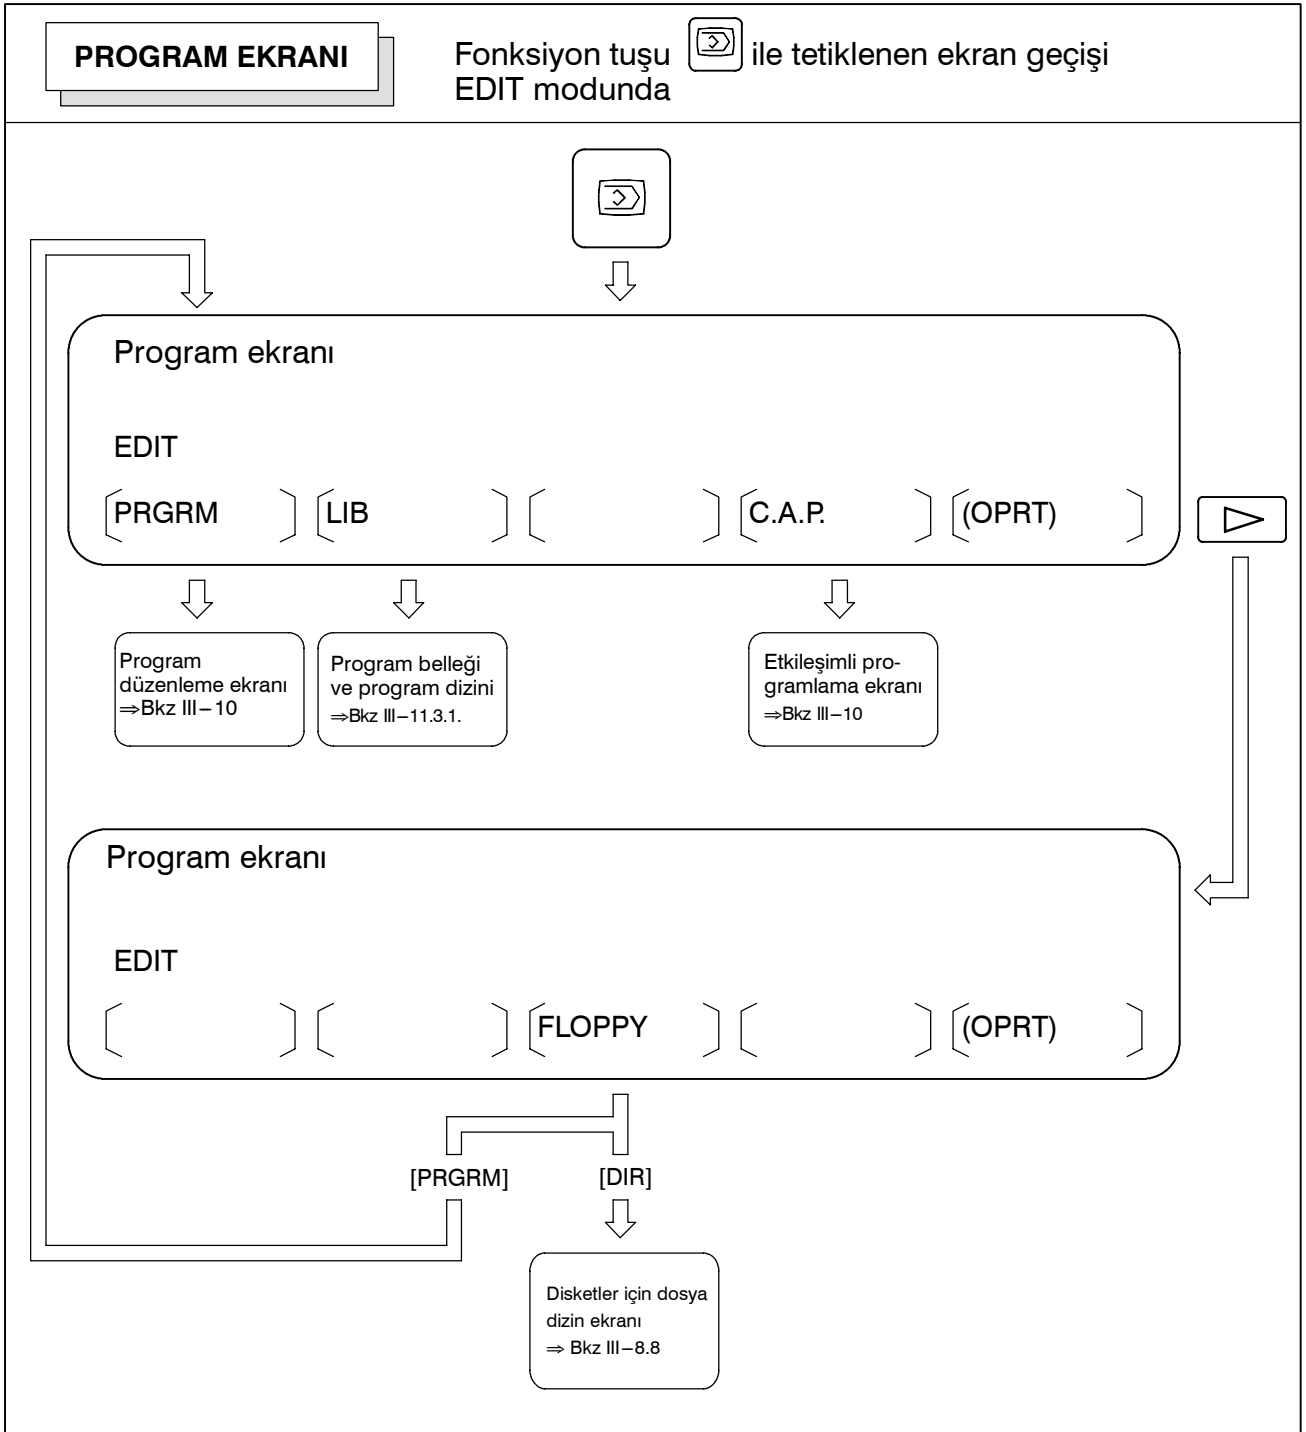 PROGRAM EKRANI
Fonksiyon tuşu ile tetiklenen ekran geçişi
EDIT modunda
Program ekranı
EDIT
PRGRM LIB C.A.P. (OPRT)
Program
düzenleme ekranı
⇒Bkz III–10
Program belleği
ve program dizini
⇒Bkz III–11.3.1.
Etkileşimli pro-
gramlama ekranı
⇒Bkz III–10
Program ekranı
EDIT
FLOPPY (OPRT)
[PRGRM] [DIR]
Disketler için dosya
dizin ekranı
⇒ Bkz III–8.8